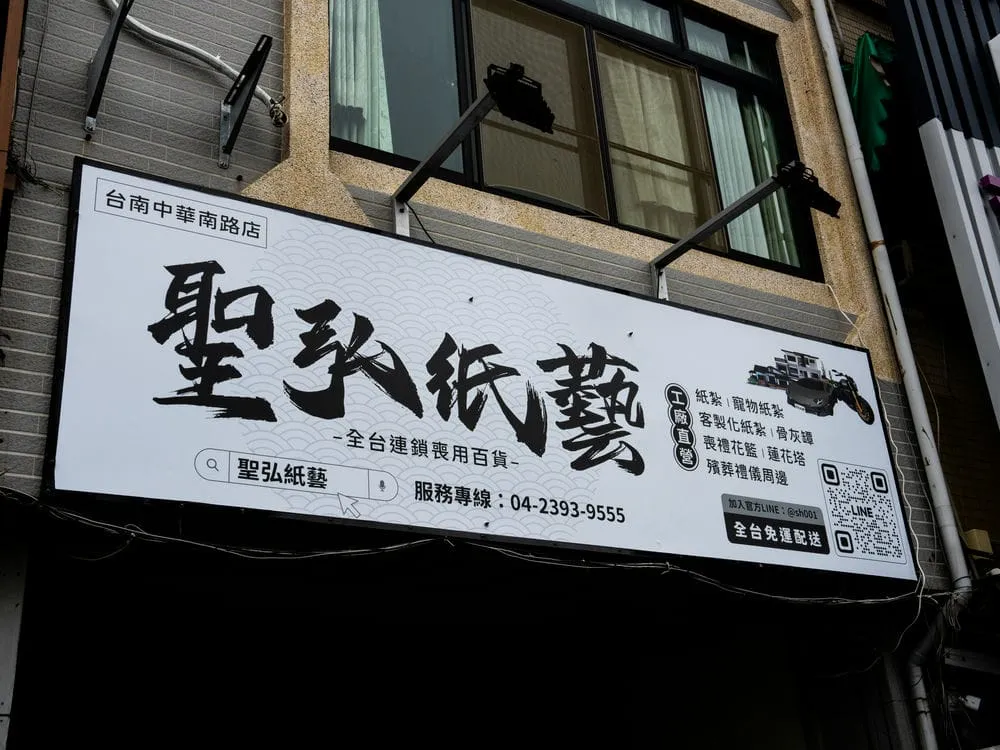 台南中華南路店
聖弘紙藝
–全台連鎖喪用百貨–
聖弘紙藝
服務專線：04-2393-9555
工廠直營
紙紮 | 寵物紙紮
客製化紙紮 | 骨灰罈
喪禮花籃 | 蓮花塔
殯葬禮儀周邊
加入官方LINE：@sh001
全台免運配送
LINE